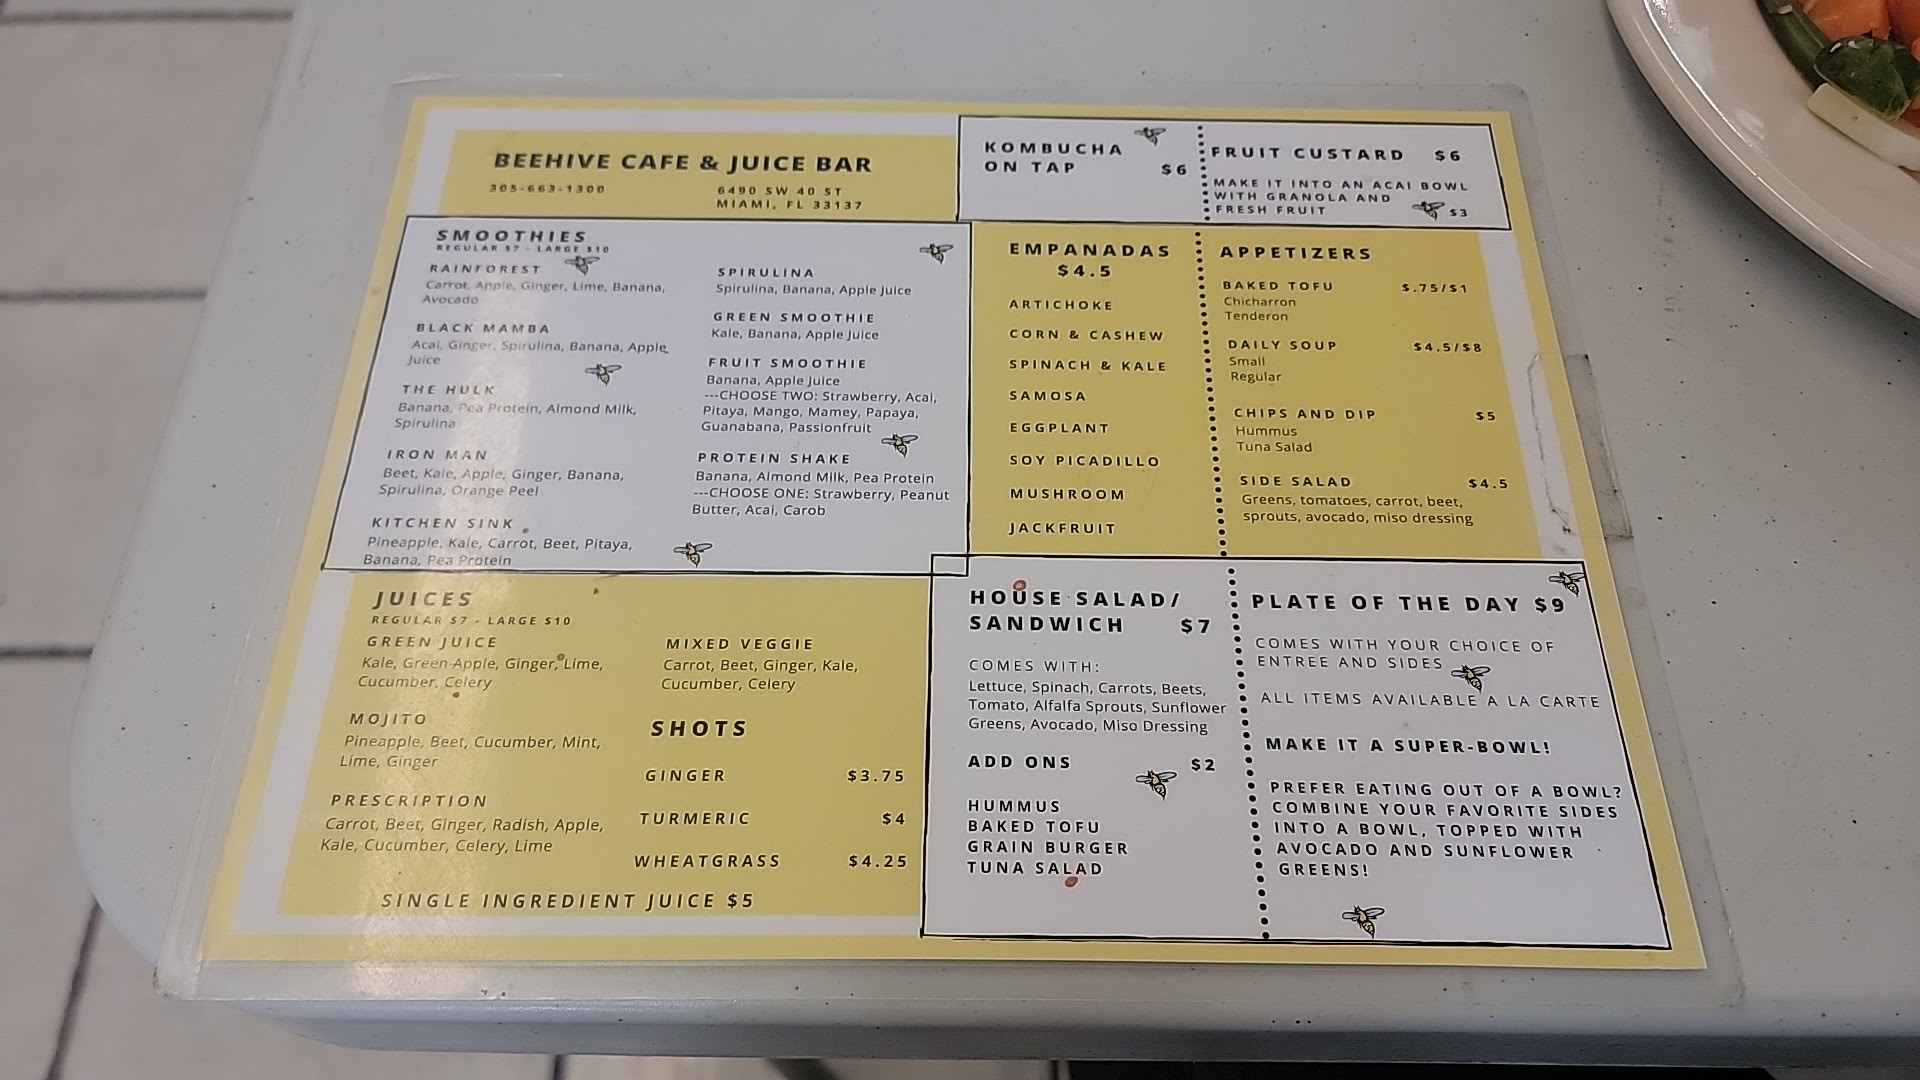 BEEHIVE CAFE & JUICE BAR
305-663-1300
6490 SW 40 ST
MIAMI, FL 33137
KOMBUCHA
ON TAP $6
FRUIT CUSTARD $6
MAKE IT INTO AN ACAI BOWL
WITH GRANOLA AND
FRESH FRUIT $3
SMOOTHIES
REGULAR $7 - LARGE $10
RAINFOREST
Carrot, Apple, Ginger, Lime, Banana,
Avocado
BLACK MAMBA
Acai, Ginger, Spirulina, Banana, Apple
Juice
THE HULK
Banana, Pea Protein, Almond Milk,
Spirulina
IRON MAN
Beet, Kale, Apple, Ginger, Banana,
Spirulina, Orange Peel
KITCHEN SINK
Pineapple, Kale, Carrot, Beet, Pitaya,
Banana, Pea Protein
SPIRULINA
Spirulina, Banana, Apple Juice
GREEN SMOOTHIE
Kale, Banana, Apple Juice
FRUIT SMOOTHIE
Banana, Apple Juice
---CHOOSE TWO: Strawberry, Acai,
Pitaya, Mango, Mamey, Papaya,
Guanabana, Passionfruit
PROTEIN SHAKE
Banana, Almond Milk, Pea Protein
---CHOOSE ONE: Strawberry, Peanut
Butter, Acai, Carob
EMPANADAS
$4.5
ARTICHOKE
CORN & CASHEW
SPINACH & KALE
SAMOSA
EGGPLANT
SOY PICADILLO
MUSHROOM
JACKFRUIT
APPETIZERS
BAKED TOFU $.75/$1
Chicharron
Tenderon
DAILY SOUP $4.5/$8
Small
Regular
CHIPS AND DIP $5
Hummus
Tuna Salad
SIDE SALAD $4.5
Greens, tomatoes, carrot, beet,
sprouts, avocado, miso dressing
JUICES
REGULAR $7 - LARGE $10
GREEN JUICE
Kale, Green Apple, Ginger, Lime,
Cucumber, Celery
MOJITO
Pineapple, Beet, Cucumber, Mint,
Lime, Ginger
PRESCRIPTION
Carrot, Beet, Ginger, Radish, Apple,
Kale, Cucumber, Celery, Lime
MIXED VEGGIE
Carrot, Beet, Ginger, Kale,
Cucumber, Celery
SHOTS
GINGER $3.75
TURMERIC $4
WHEATGRASS $4.25
SINGLE INGREDIENT JUICE $5
HOUSE SALAD/
SANDWICH $7
COMES WITH:
Lettuce, Spinach, Carrots, Beets,
Tomato, Alfalfa Sprouts, Sunflower
Greens, Avocado, Miso Dressing
ADD ONS $2
HUMMUS
BAKED TOFU
GRAIN BURGER
TUNA SALAD
PLATE OF THE DAY $9
COMES WITH YOUR CHOICE OF
ENTREE AND SIDES
ALL ITEMS AVAILABLE A LA CARTE
MAKE IT A SUPER-BOWL!
PREFER EATING OUT OF A BOWL?
COMBINE YOUR FAVORITE SIDES
INTO A BOWL, TOPPED WITH
AVOCADO AND SUNFLOWER
GREENS!